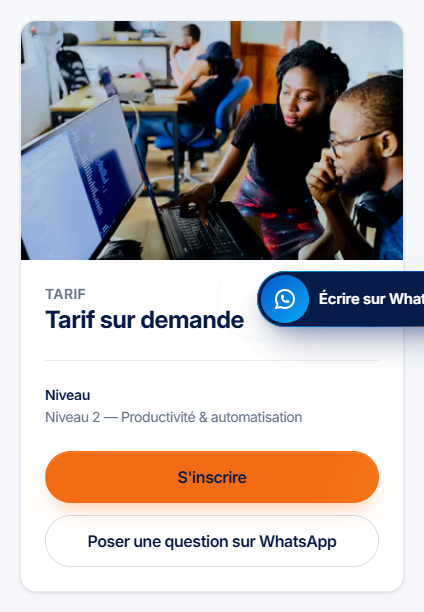 TARIF
Tarif sur demande
Écrire sur What
Niveau
Niveau 2 — Productivité & automatisation
S'inscrire
Poser une question sur WhatsApp